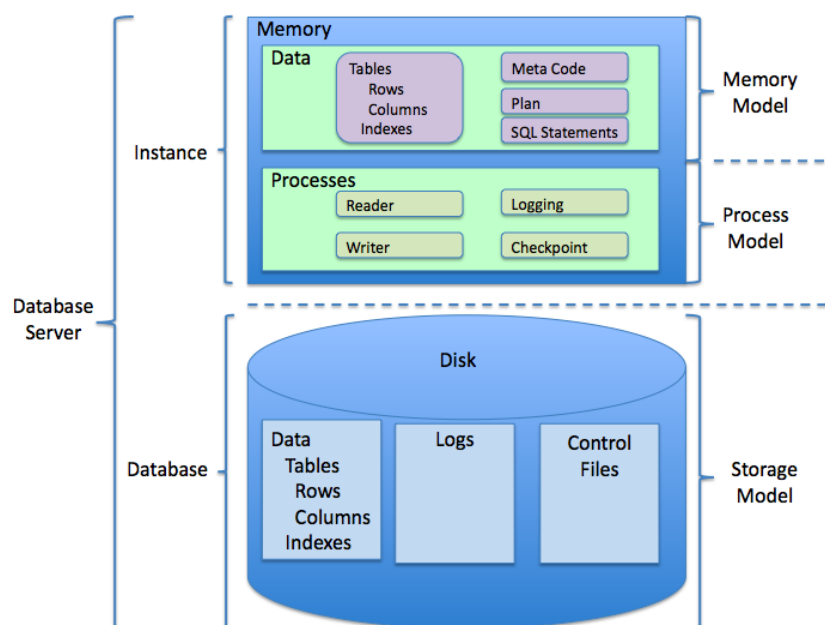 Memory
Data
Tables
Rows
Columns
Indexes
Meta Code
Plan
SQL Statements
Memory
Model
Instance
Processes
Reader
Logging
Writer
Checkpoint
Process
Model
Database
Server
Disk
Data
Tables
Rows
Columns
Indexes
Logs
Control
Files
Database
Storage
Model